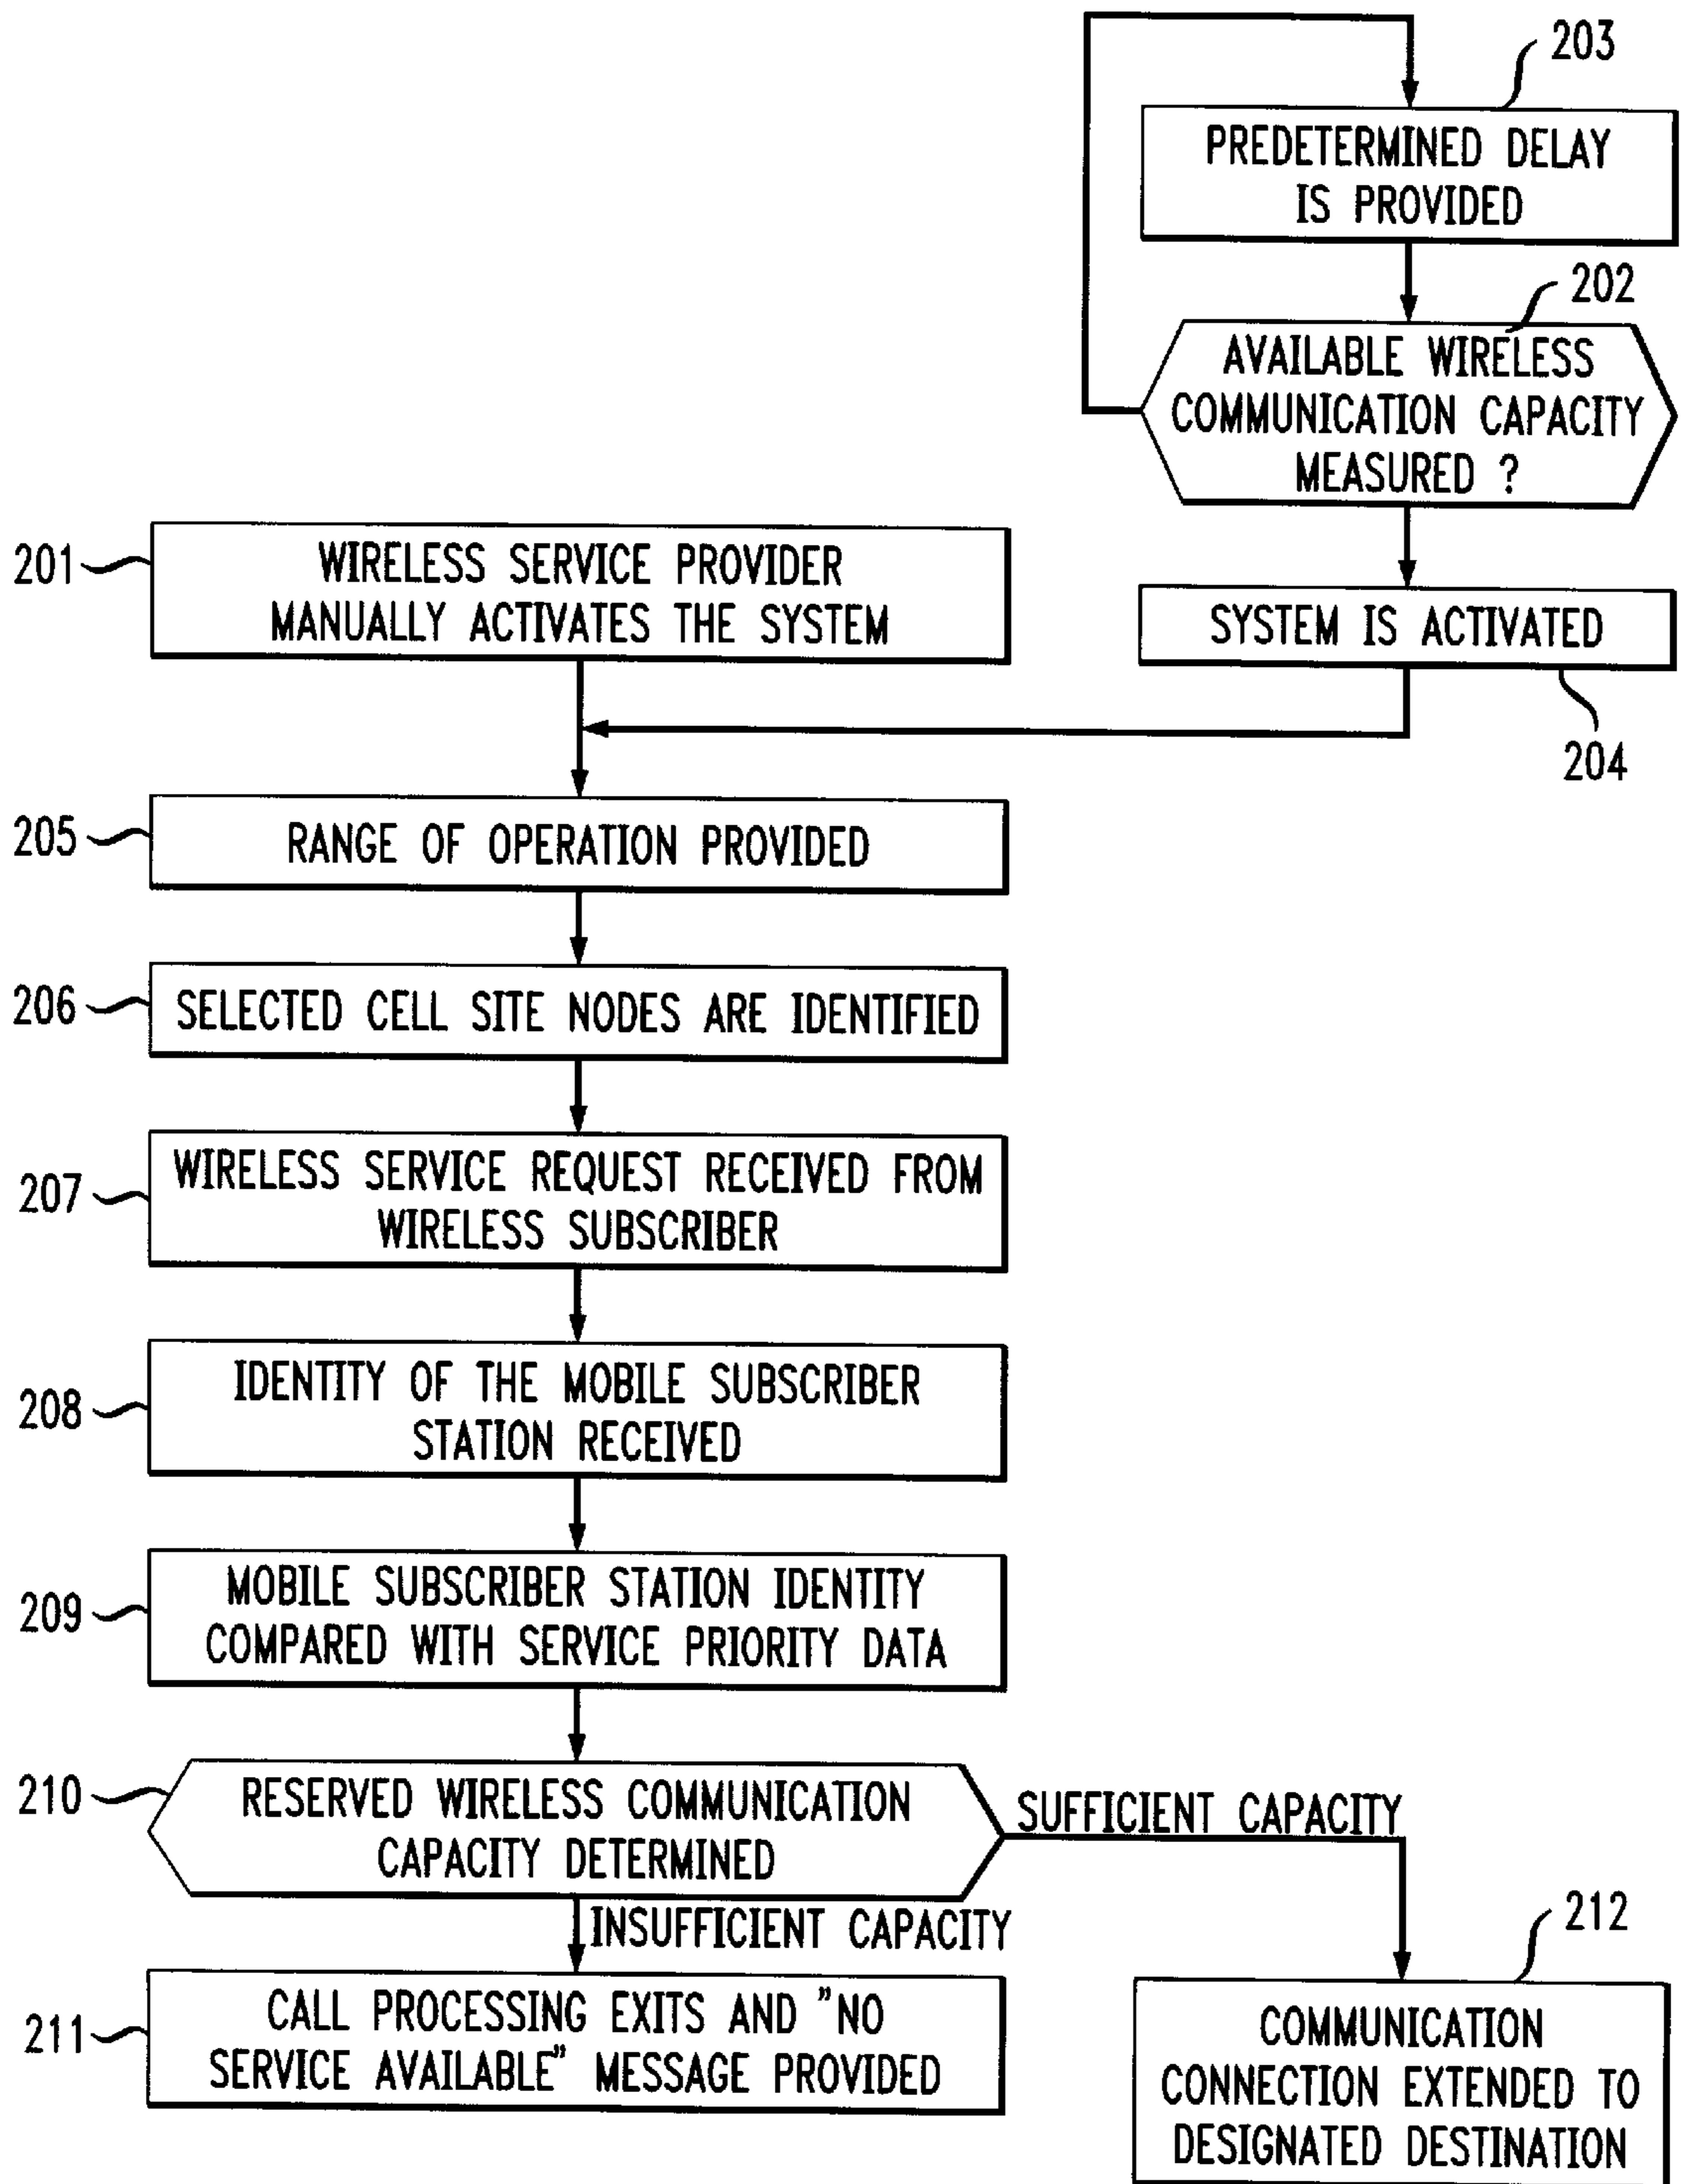 203
PREDETERMINED DELAY
IS PROVIDED
202
AVAILABLE WIRELESS
COMMUNICATION CAPACITY
MEASURED ?
201
WIRELESS SERVICE PROVIDER
MANUALLY ACTIVATES THE SYSTEM
SYSTEM IS ACTIVATED
204
205
RANGE OF OPERATION PROVIDED
206
SELECTED CELL SITE NODES ARE IDENTIFIED
207
WIRELESS SERVICE REQUEST RECEIVED FROM
WIRELESS SUBSCRIBER
208
IDENTITY OF THE MOBILE SUBSCRIBER
STATION RECEIVED
209
MOBILE SUBSCRIBER STATION IDENTITY
COMPARED WITH SERVICE PRIORITY DATA
210
RESERVED WIRELESS COMMUNICATION
CAPACITY DETERMINED
SUFFICIENT CAPACITY
INSUFFICIENT CAPACITY
211
CALL PROCESSING EXITS AND "NO
SERVICE AVAILABLE" MESSAGE PROVIDED
212
COMMUNICATION
CONNECTION EXTENDED TO
DESIGNATED DESTINATION